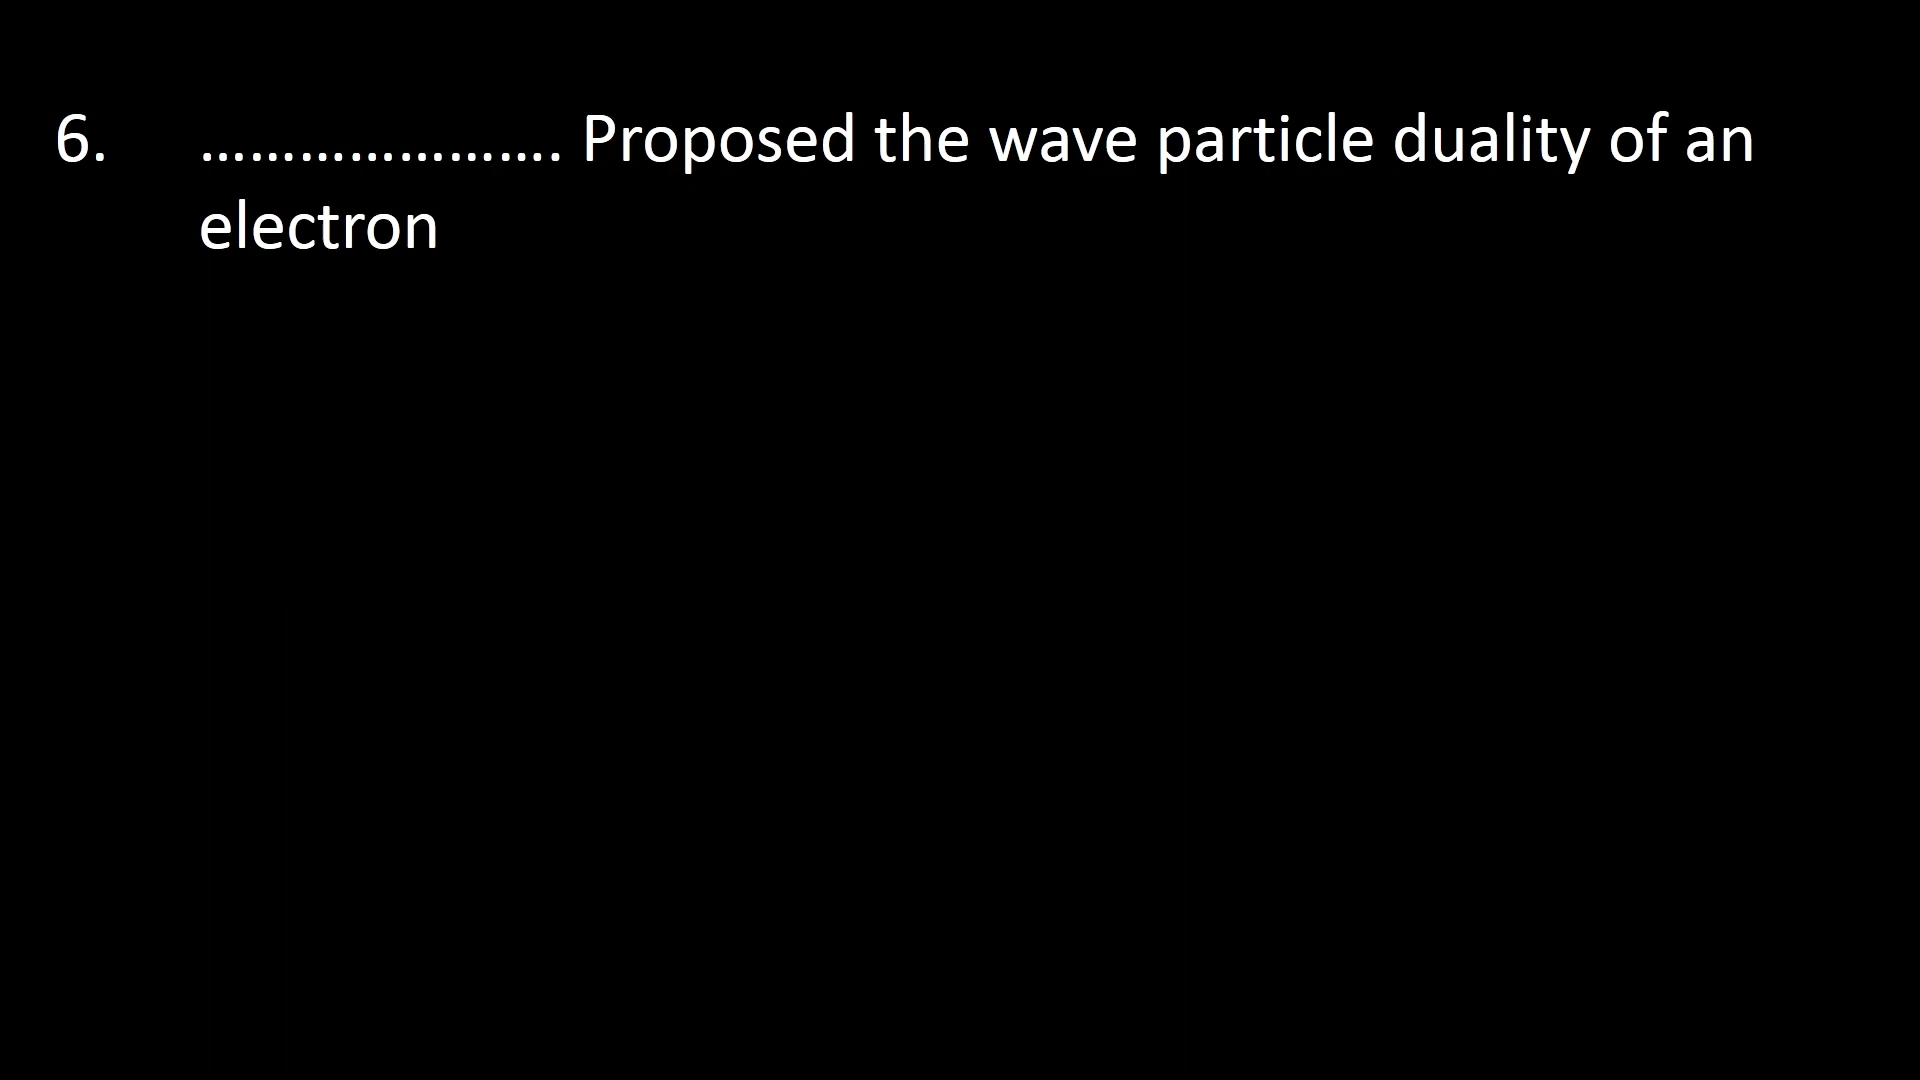 6. ………………….. Proposed the wave particle duality of an
electron